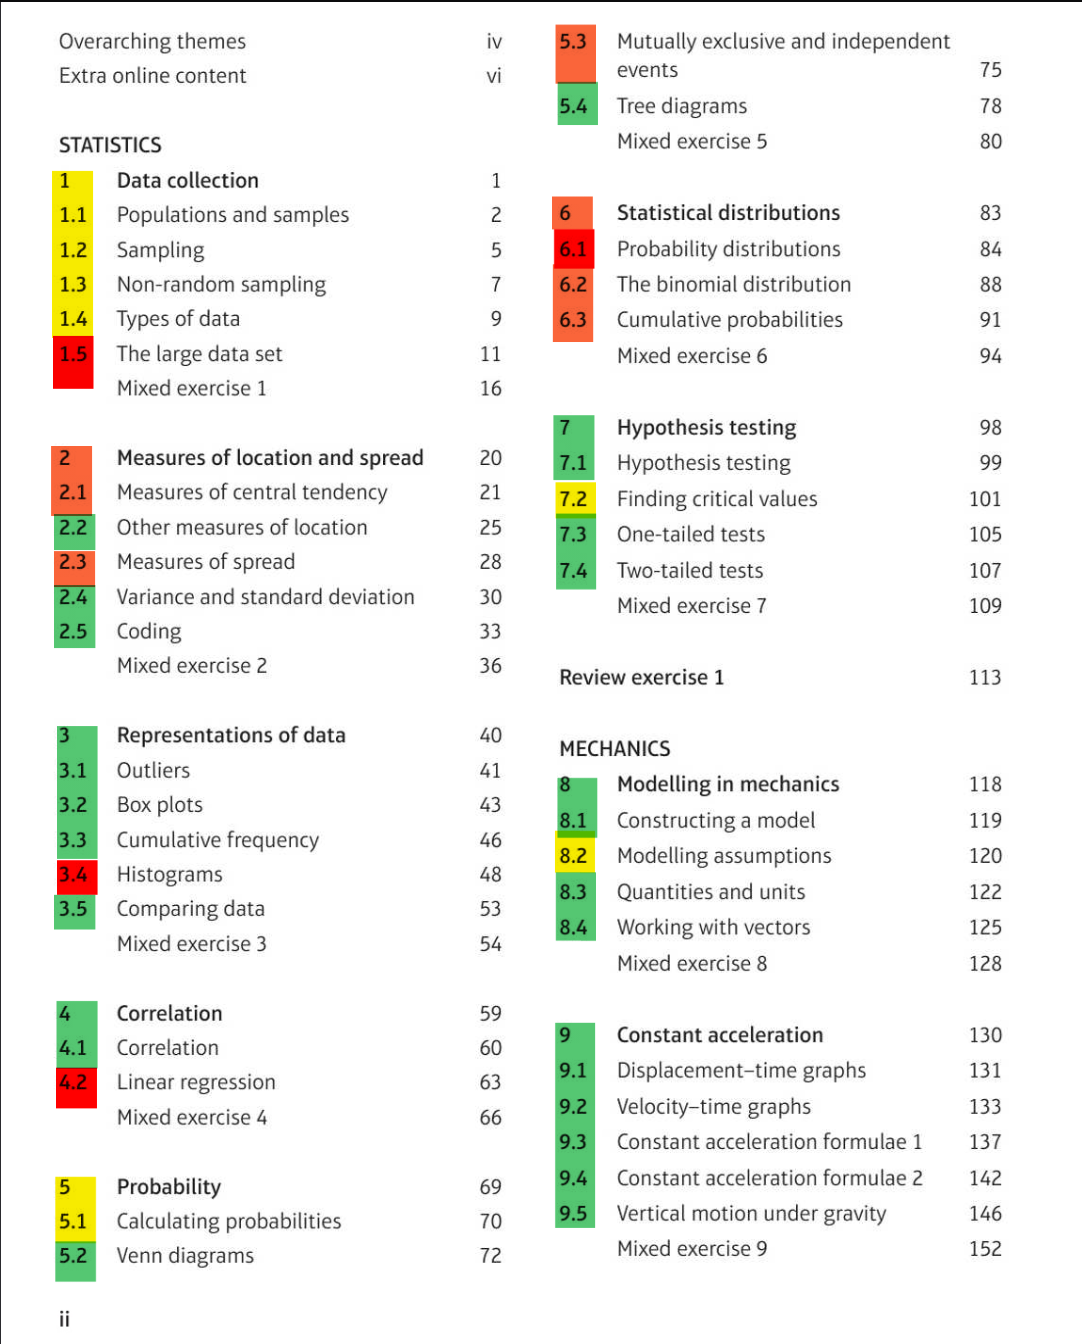 Overarching themes iv
Extra online content vi
STATISTICS
1 Data collection 1
1.1 Populations and samples 2
1.2 Sampling 5
1.3 Non-random sampling 7
1.4 Types of data 9
1.5 The large data set 11
Mixed exercise 1 16
2 Measures of location and spread 20
2.1 Measures of central tendency 21
2.2 Other measures of location 25
2.3 Measures of spread 28
2.4 Variance and standard deviation 30
2.5 Coding 33
Mixed exercise 2 36
3 Representations of data 40
3.1 Outliers 41
3.2 Box plots 43
3.3 Cumulative frequency 46
3.4 Histograms 48
3.5 Comparing data 53
Mixed exercise 3 54
4 Correlation 59
4.1 Correlation 60
4.2 Linear regression 63
Mixed exercise 4 66
5 Probability 69
5.1 Calculating probabilities 70
5.2 Venn diagrams 72
5.3 Mutually exclusive and independent
events 75
5.4 Tree diagrams 78
Mixed exercise 5 80
6 Statistical distributions 83
6.1 Probability distributions 84
6.2 The binomial distribution 88
6.3 Cumulative probabilities 91
Mixed exercise 6 94
7 Hypothesis testing 98
7.1 Hypothesis testing 99
7.2 Finding critical values 101
7.3 One-tailed tests 105
7.4 Two-tailed tests 107
Mixed exercise 7 109
Review exercise 1 113
MECHANICS
8 Modelling in mechanics 118
8.1 Constructing a model 119
8.2 Modelling assumptions 120
8.3 Quantities and units 122
8.4 Working with vectors 125
Mixed exercise 8 128
9 Constant acceleration 130
9.1 Displacement–time graphs 131
9.2 Velocity–time graphs 133
9.3 Constant acceleration formulae 1 137
9.4 Constant acceleration formulae 2 142
9.5 Vertical motion under gravity 146
Mixed exercise 9 152
ii